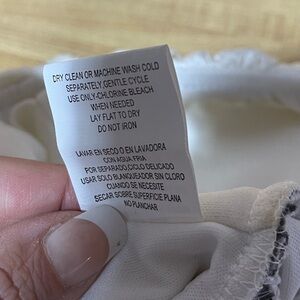 DRY CLEAN OR MACHINE WASH COLD
SEPARATELY, GENTLE CYCLE
USE ONLY-CHLORINE BLEACH
WHEN NEEDED
LAY FLAT TO DRY
DO NOT IRON
LAVAR EN SECO O EN LAVADORA
CON AGUA FRIA
POR SEPARADO, CICLO DELICADO
USAR SOLO BLANQUEADOR SIN CLORO
CUANDO SE NECESITE
SECAR SOBRE SUPERFICIE PLANA
NO PLANCHAR